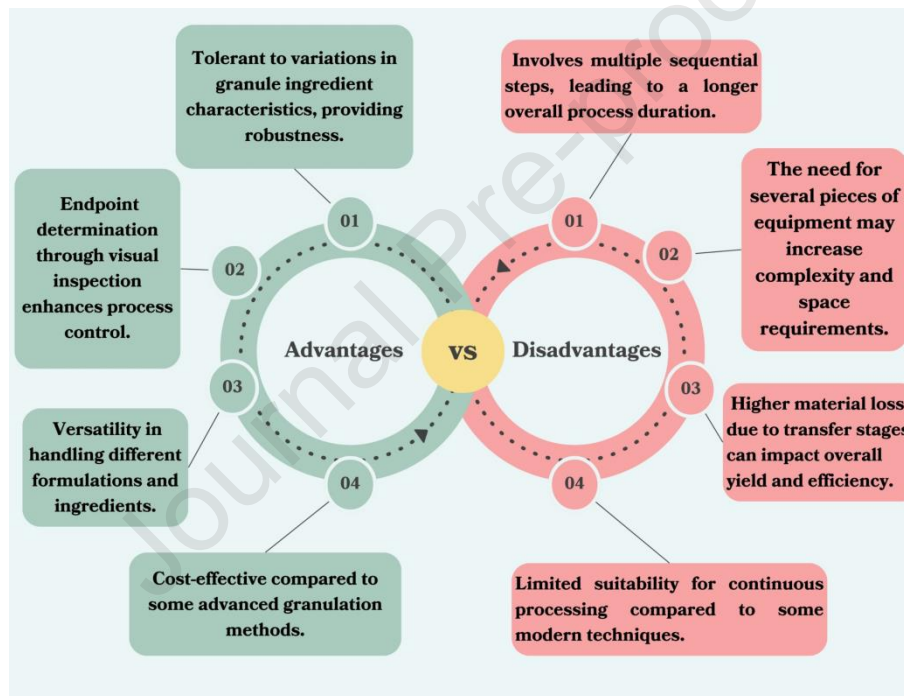 Tolerant to variations in
granule ingredient
characteristics, providing
robustness.
Involves multiple sequential
steps, leading to a longer
overall process duration.
Endpoint
determination
through visual
inspection
enhances process
control.
The need for
several pieces of
equipment may
increase
complexity and
space
requirements.
01
02
03
04
Advantages
vs
Disadvantages
01
02
03
04
Versatility in
handling different
formulations and
ingredients.
Higher material loss
due to transfer stages
can impact overall
yield and efficiency.
Cost-effective compared to
some advanced granulation
methods.
Limited suitability for continuous
processing compared to some
modern techniques.
Journal Pre-proo